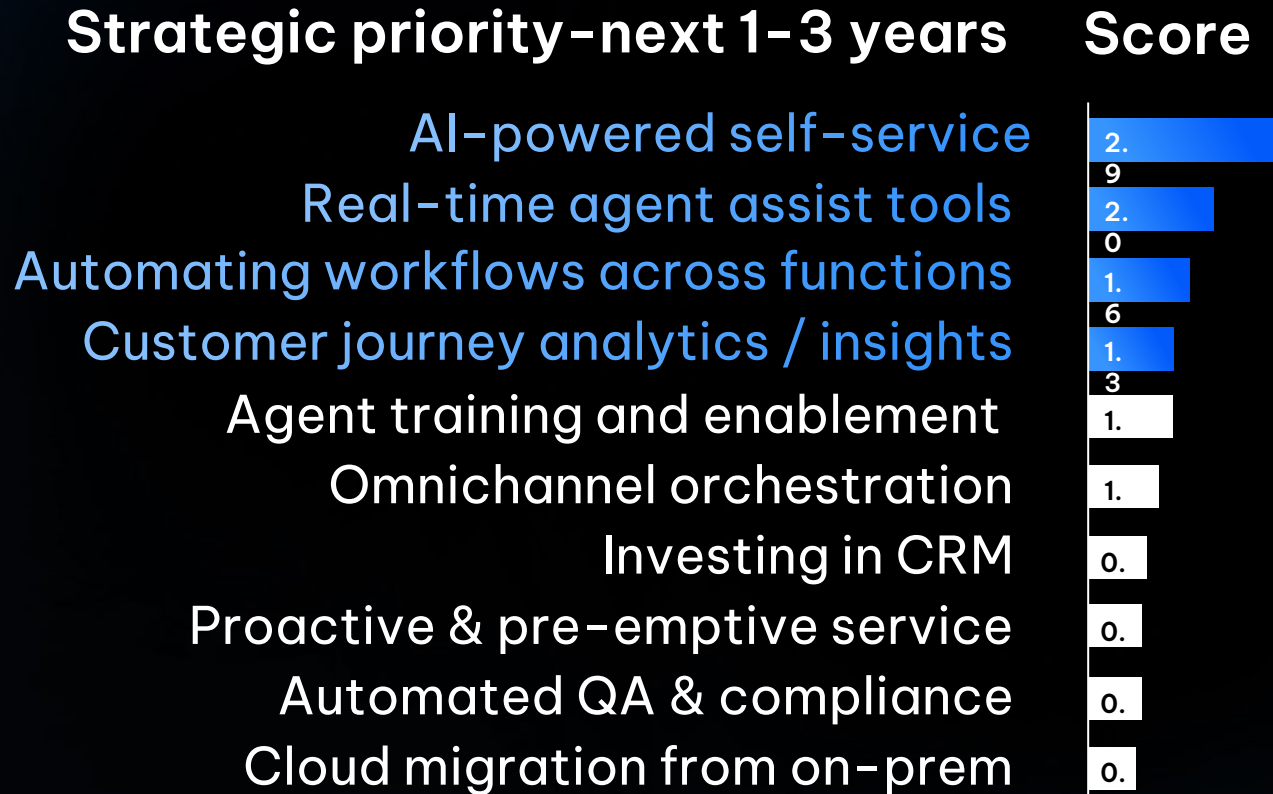 Strategic priority-next 1-3 years Score
AI-powered self-service 2.
9
Real-time agent assist tools 2.
0
Automating workflows across functions 1.
6
Customer journey analytics / insights 1.
3
Agent training and enablement 1.
Omnichannel orchestration 1.
Investing in CRM 0.
Proactive & pre-emptive service 0.
Automated QA & compliance 0.
Cloud migration from on-prem 0.